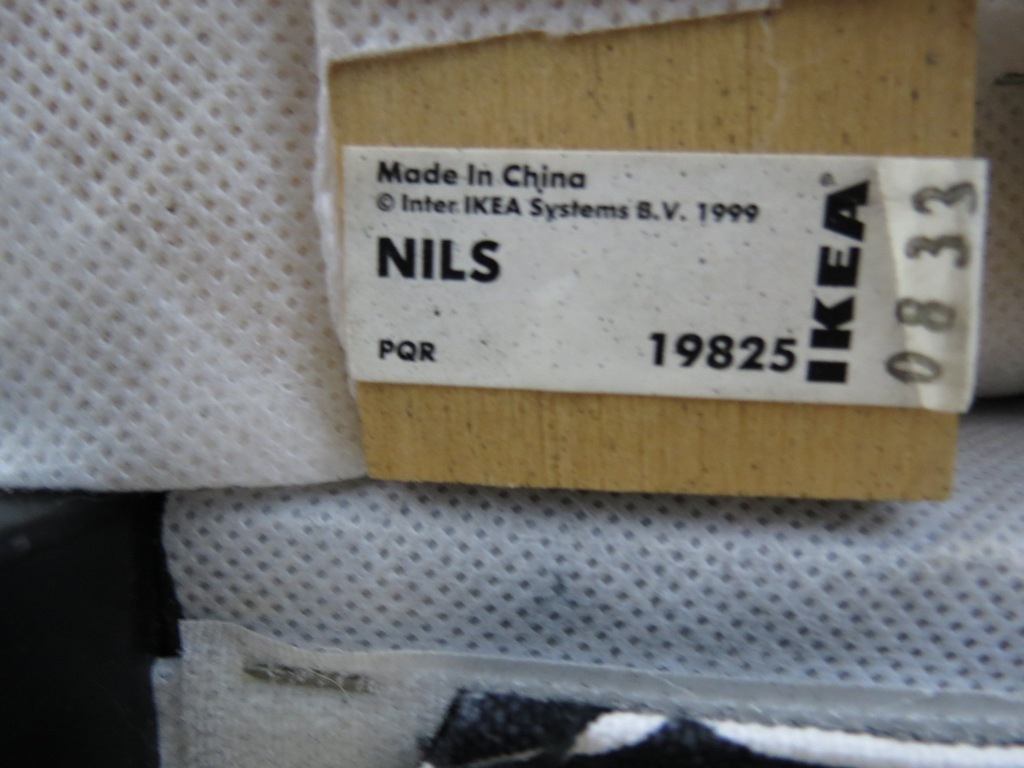 Made In China
© Inter IKEA Systems B.V. 1999
NILS
PQR
19825
IKEA®
0833